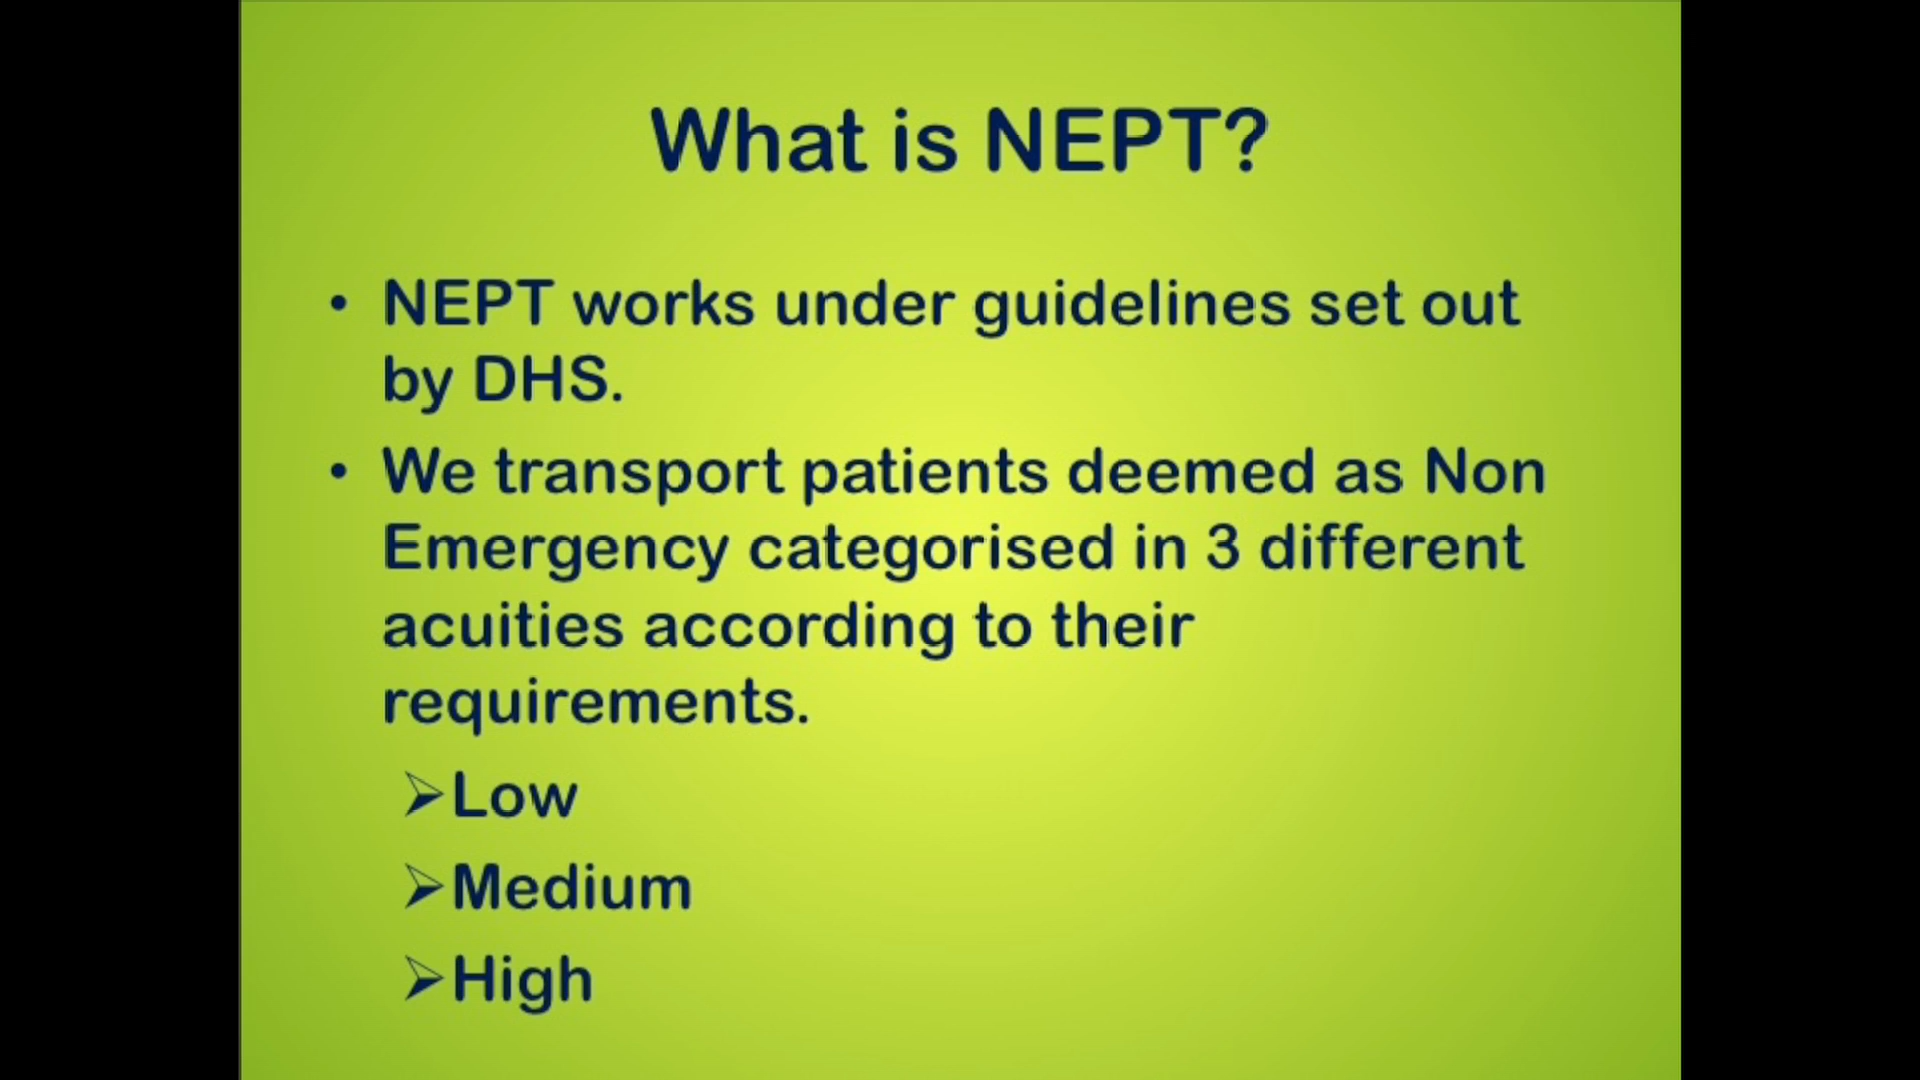 What is NEPT?
• NEPT works under guidelines set out
by DHS.
• We transport patients deemed as Non
Emergency categorised in 3 different
acuities according to their
requirements.
➢Low
➢Medium
➢High